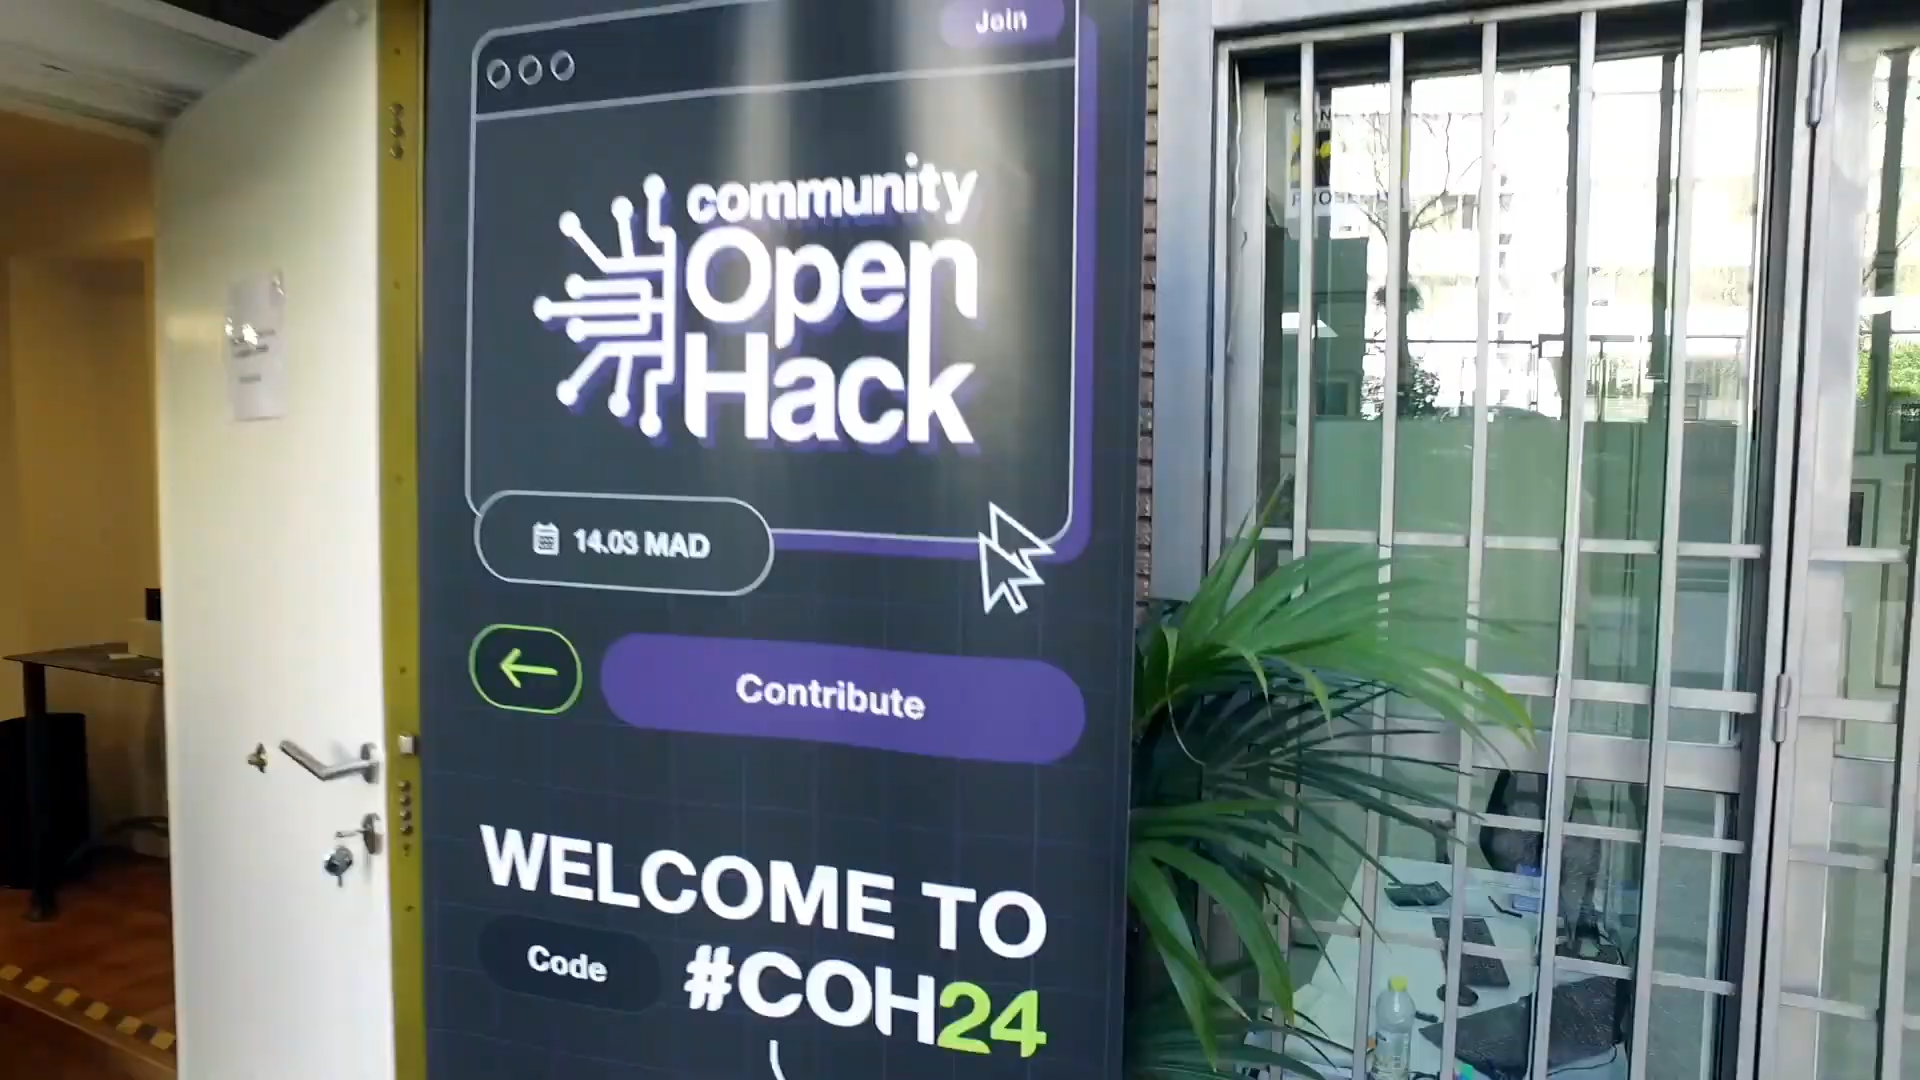 Join
community
Open
Hack
14.03 MAD
Contribute
WELCOME TO
Code
#COH24